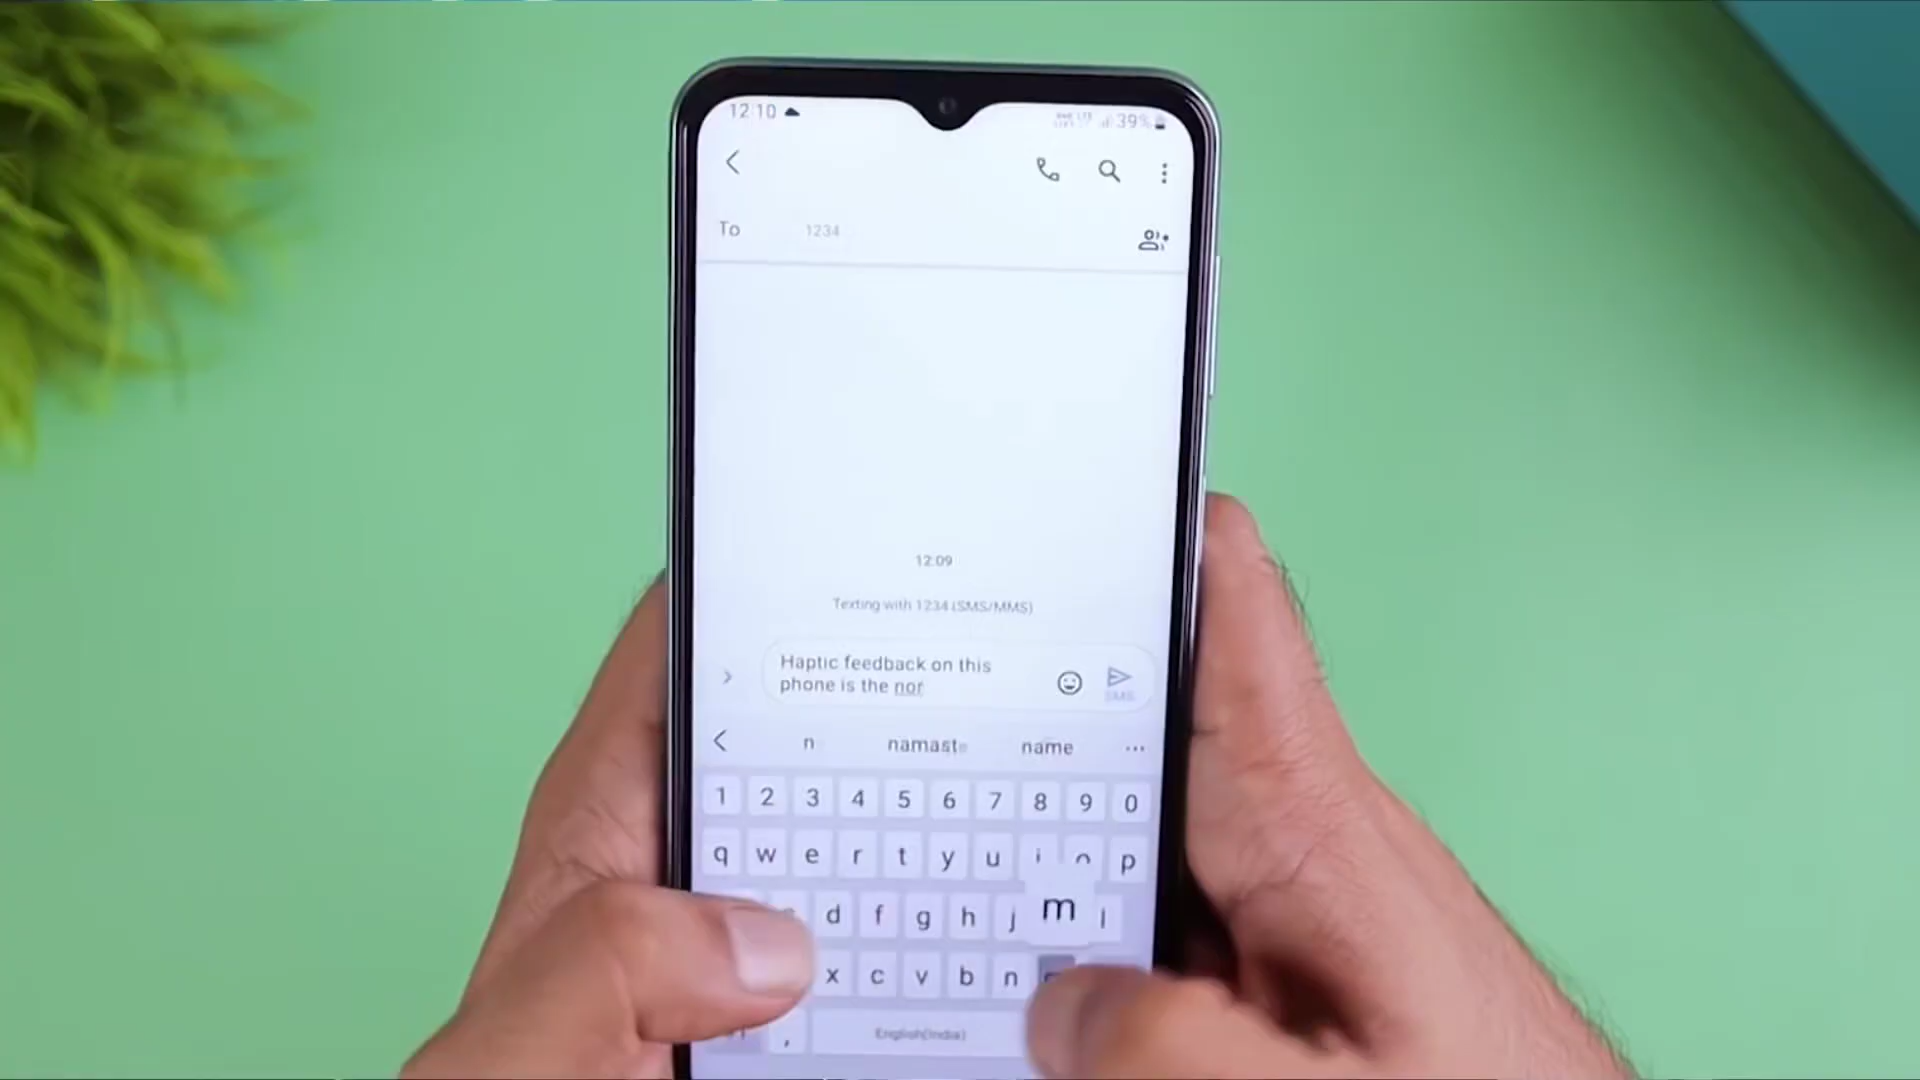 12:10
39%
To 1234
12:09
Texting with 1234 (SMS/MMS)
Haptic feedback on this
phone is the nor
SMS
n namaste name
1 2 3 4 5 6 7 8 9 0
q w e r t y u i o p
d f g h j m l
x c v b n
,
English(India)